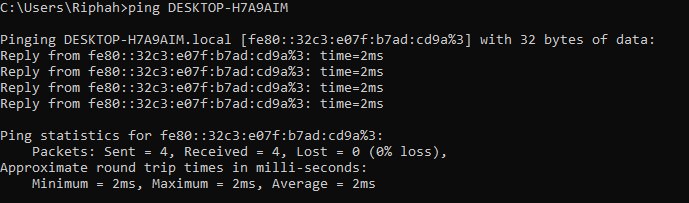 C:\Users\Riphah>ping DESKTOP-H7A9AIM
Pinging DESKTOP-H7A9AIM.local [fe80::32c3:e07f:b7ad:cd9a%3] with 32 bytes of data:
Reply from fe80::32c3:e07f:b7ad:cd9a%3: time=2ms
Reply from fe80::32c3:e07f:b7ad:cd9a%3: time=2ms
Reply from fe80::32c3:e07f:b7ad:cd9a%3: time=2ms
Reply from fe80::32c3:e07f:b7ad:cd9a%3: time=2ms
Ping statistics for fe80::32c3:e07f:b7ad:cd9a%3:
    Packets: Sent = 4, Received = 4, Lost = 0 (0% loss),
Approximate round trip times in milli-seconds:
    Minimum = 2ms, Maximum = 2ms, Average = 2ms